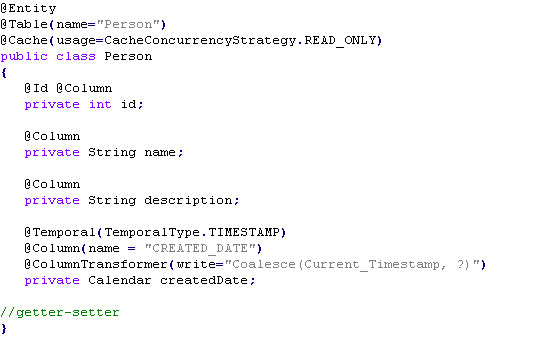 @Entity
@Table(name="Person")
@Cache(usage=CacheConcurrencyStrategy.READ_ONLY)
public class Person
{
@Id @Column
private int id;
@Column
private String name;
@Column
private String description;
@Temporal(TemporalType.TIMESTAMP)
@Column(name = "CREATED_DATE")
@ColumnTransformer(write="Coalesce(Current_Timestamp, ?)")
private Calendar createdDate;
//getter-setter
}